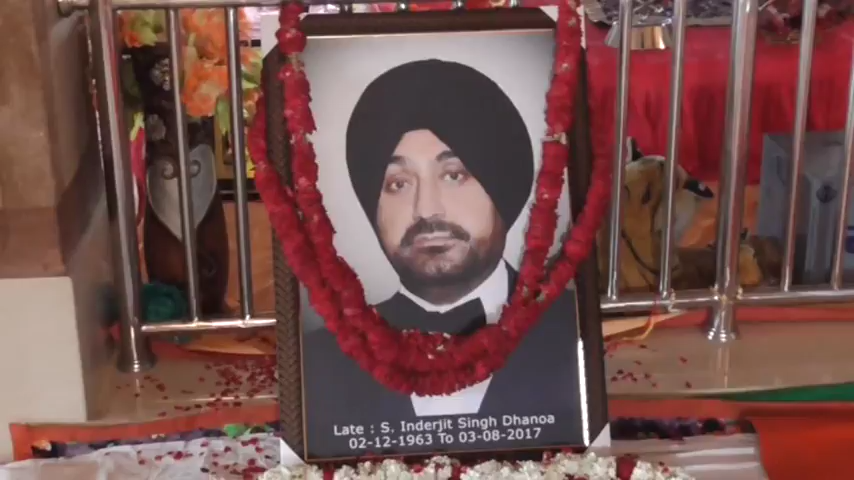 Late : S. Inderjit Singh Dhanoa
02-12-1963 To 03-08-2017